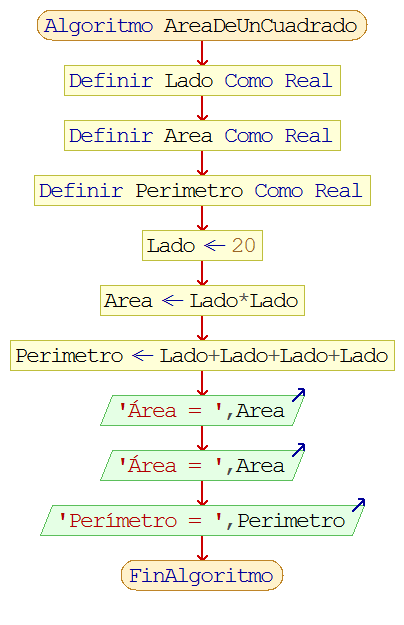 Algoritmo AreaDeUnCuadrado
Definir Lado Como Real
Definir Area Como Real
Definir Perimetro Como Real
Lado ← 20
Area ← Lado*Lado
Perimetro ← Lado+Lado+Lado+Lado
'Área = ',Area
'Área = ',Area
'Perímetro = ',Perimetro
FinAlgoritmo